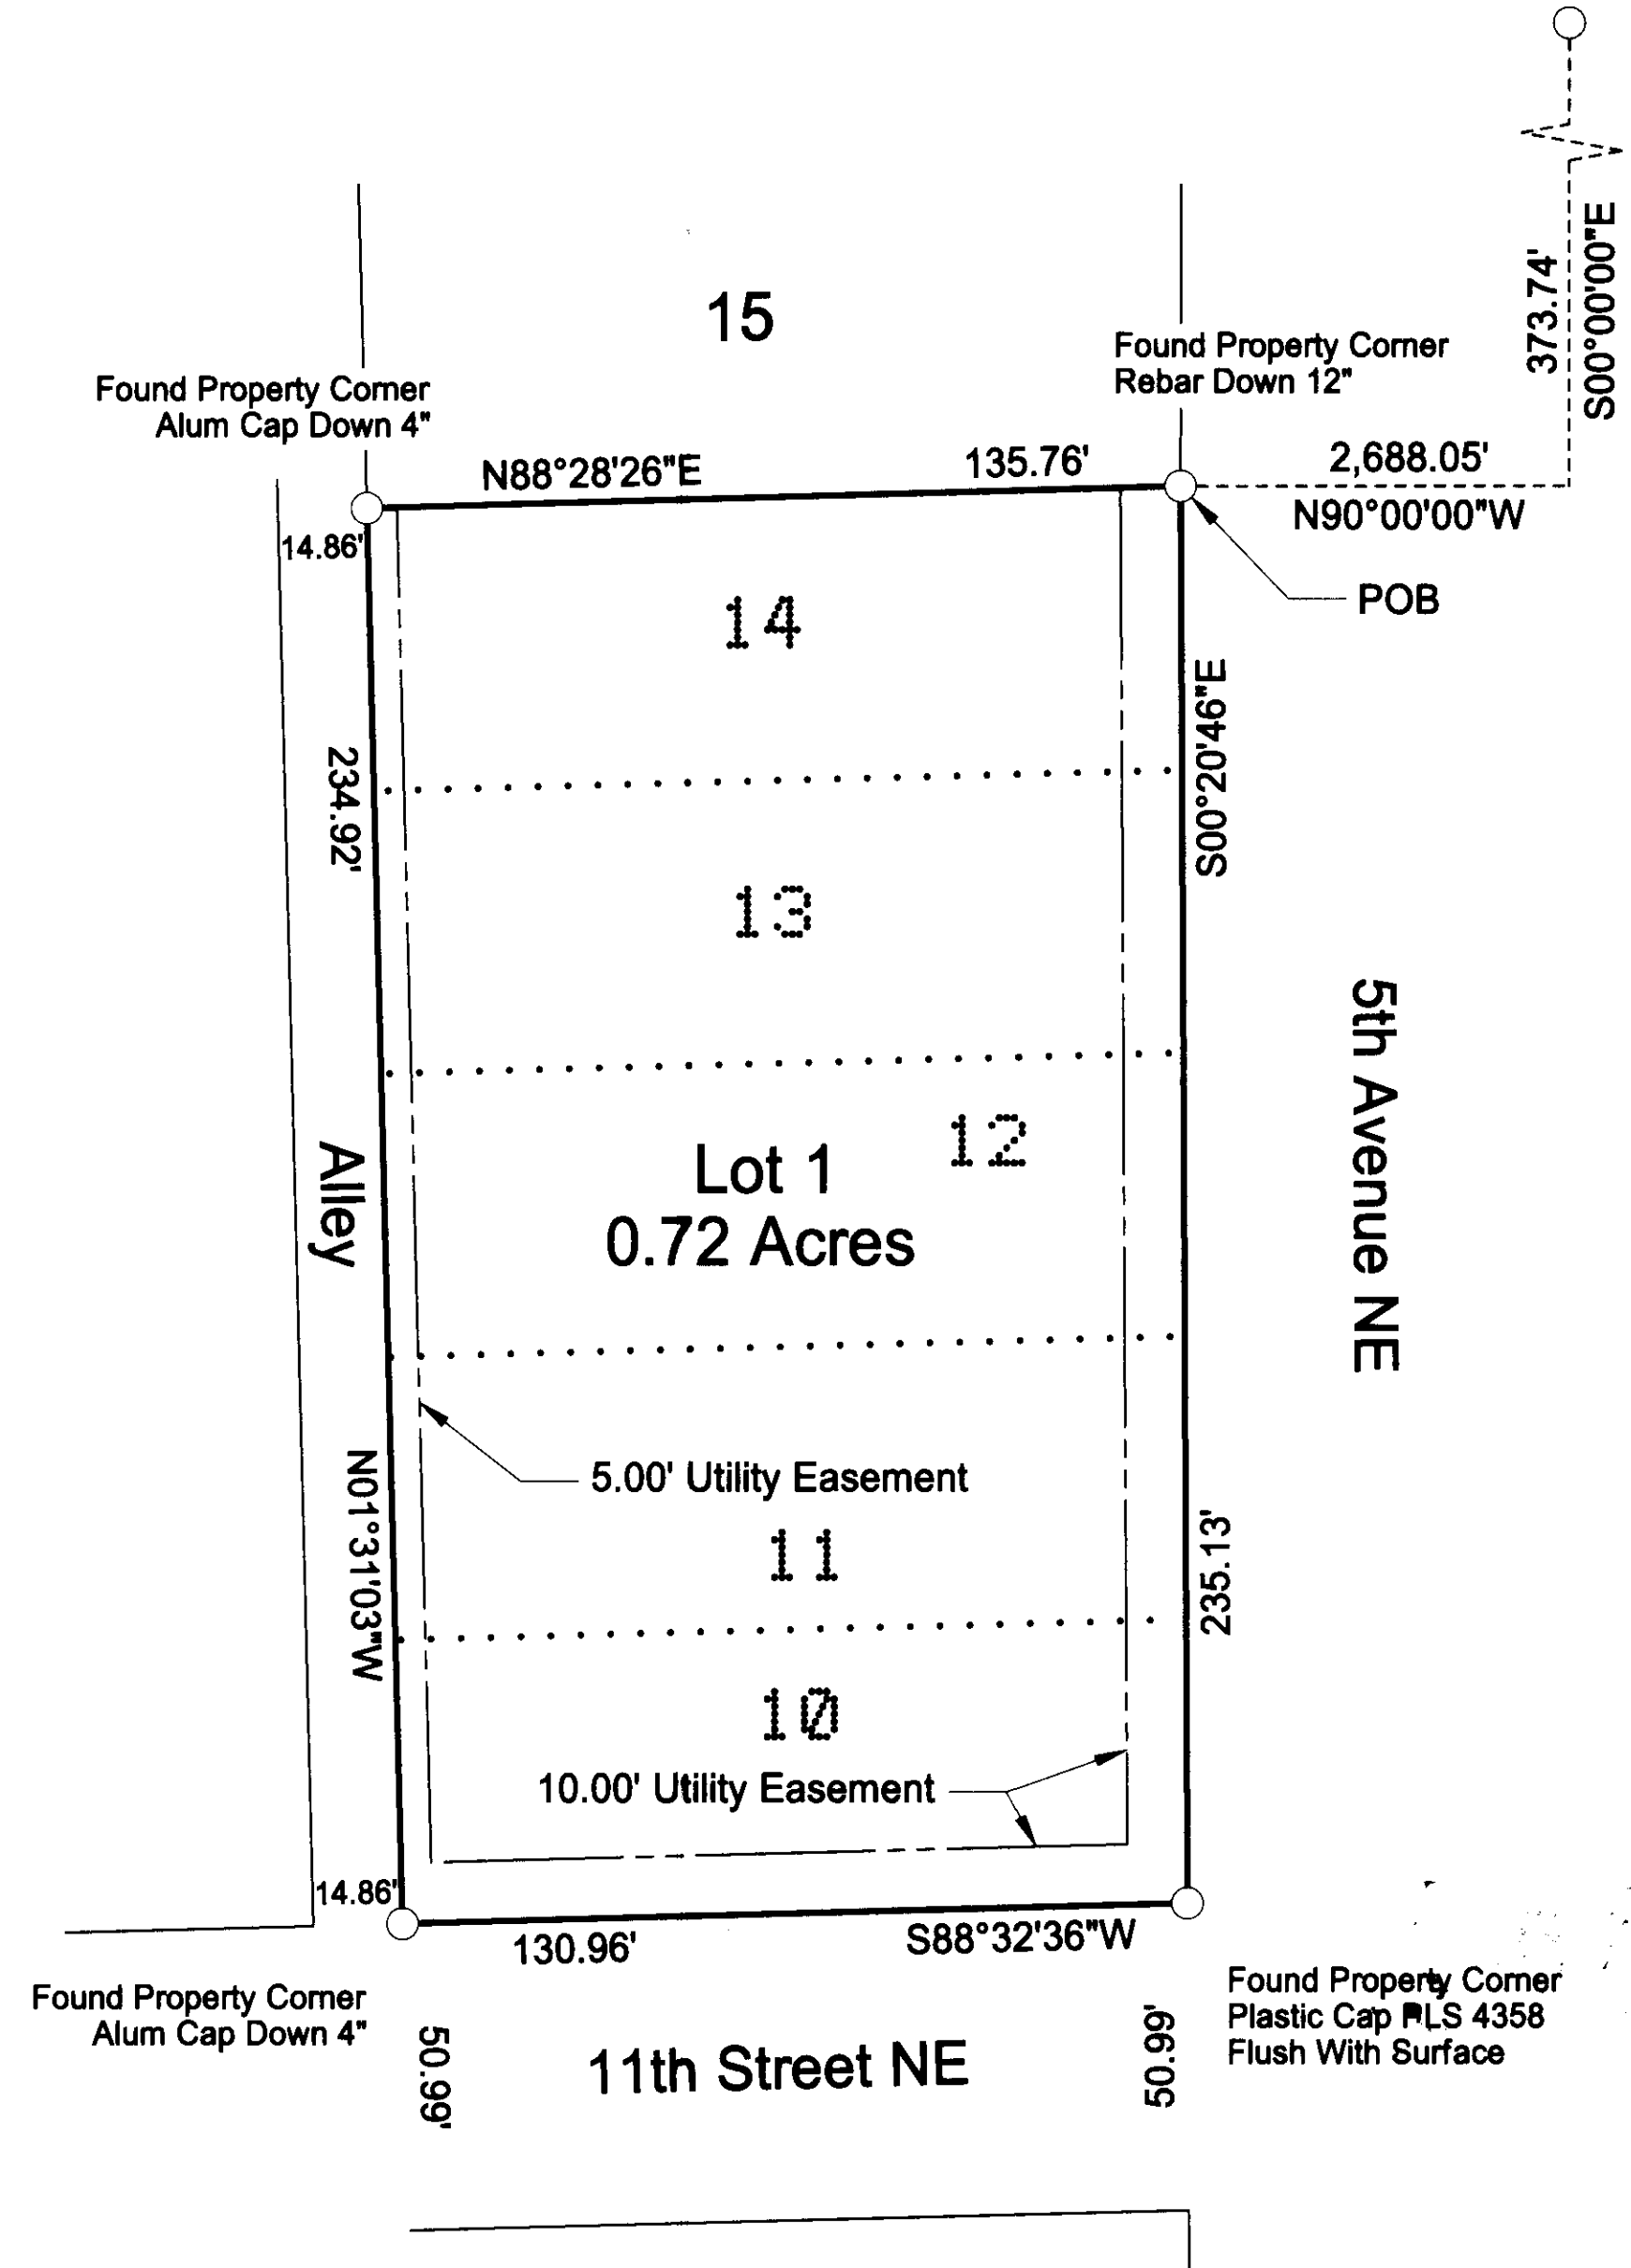 373.74'
S00°00'00"E
15
Found Property Corner
Rebar Down 12"
Found Property Corner
Alum Cap Down 4"
N88°28'26"E
135.76'
2,688.05'
N90°00'00"W
14.86'
POB
14
S00°20'46"E
234.92'
13
5th Avenue NE
12
Lot 1
0.72 Acres
Alley
N01°31'03"W
5.00' Utility Easement
11
235.13'
10
10.00' Utility Easement
14.86'
130.96'
S88°32'36"W
Found Property Corner
Alum Cap Down 4"
50.99'
11th Street NE
50.99'
Found Property Corner
Plastic Cap RLS 4358
Flush With Surface